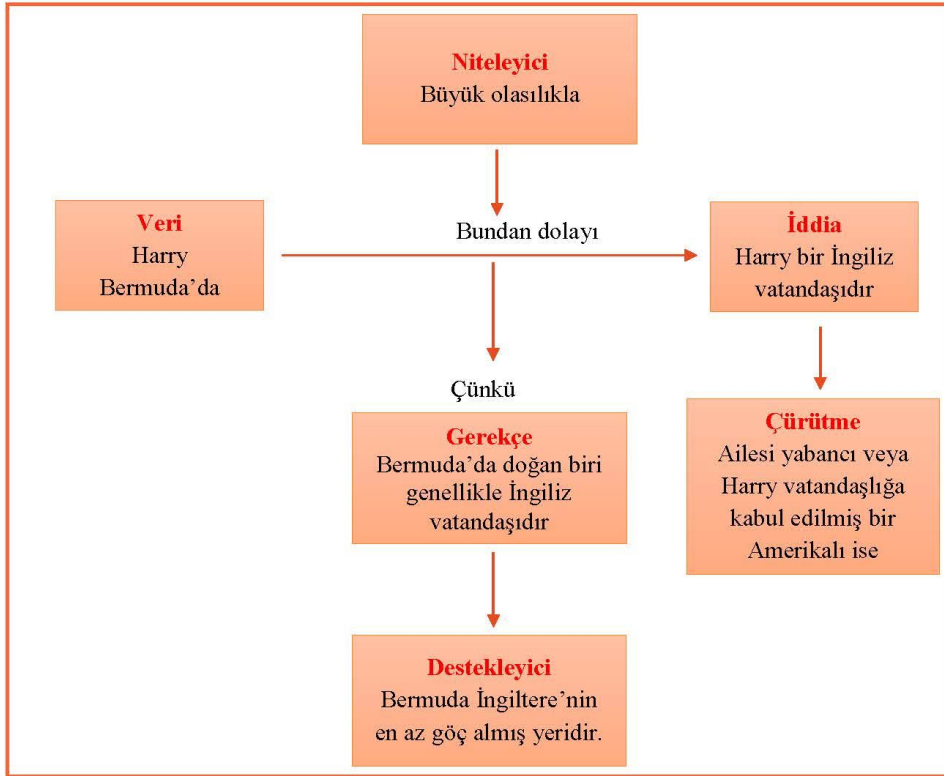 Niteleyici
Büyük olasılıkla
Veri
Harry
Bermuda’da
Bundan dolayı
İddia
Harry bir İngiliz
vatandaşıdır
Çünkü
Gerekçe
Bermuda’da doğan biri
genellikle İngiliz
vatandaşıdır
Çürütme
Ailesi yabancı veya
Harry vatandaşlığa
kabul edilmiş bir
Amerikalı ise
Destekleyici
Bermuda İngiltere’nin
en az göç almış yeridir.